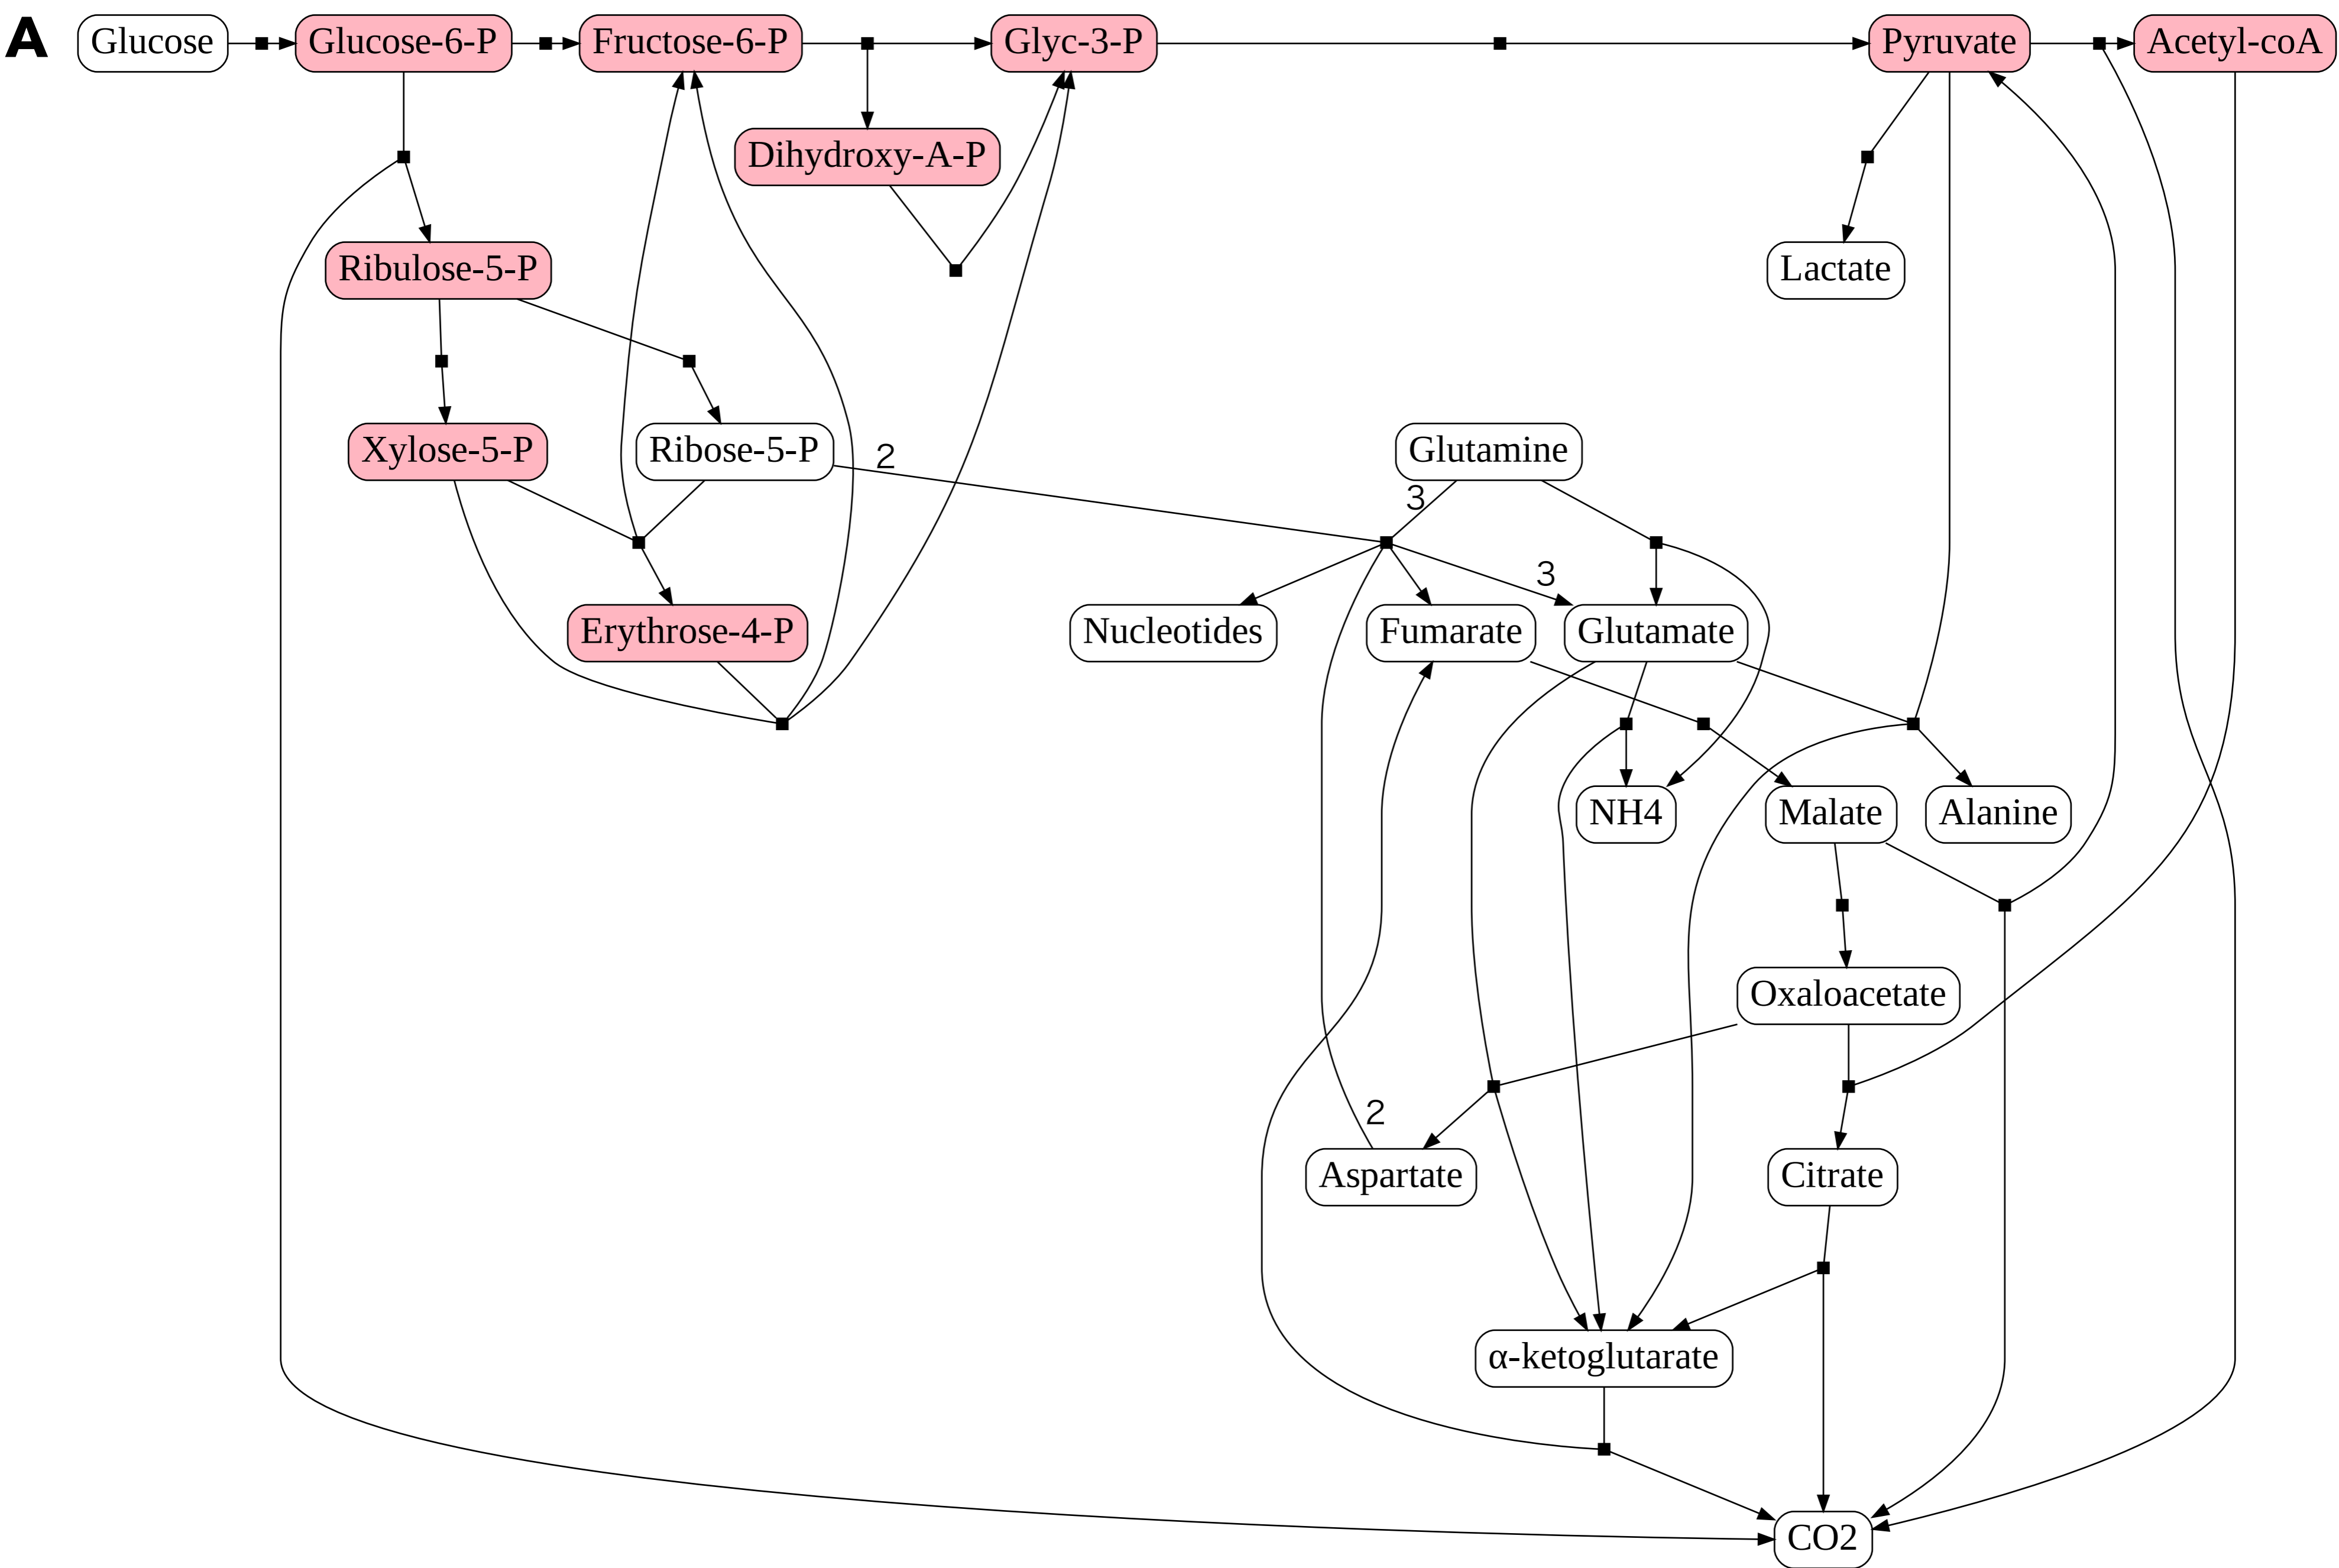 A
Glucose
Glucose-6-P
Fructose-6-P
Glyc-3-P
Pyruvate
Acetyl-coA
Dihydroxy-A-P
Ribulose-5-P
Lactate
Xylose-5-P
Ribose-5-P
2
Glutamine
3
3
Erythrose-4-P
Nucleotides
Fumarate
Glutamate
NH4
Malate
Alanine
Oxaloacetate
2
Aspartate
Citrate
α-ketoglutarate
CO2